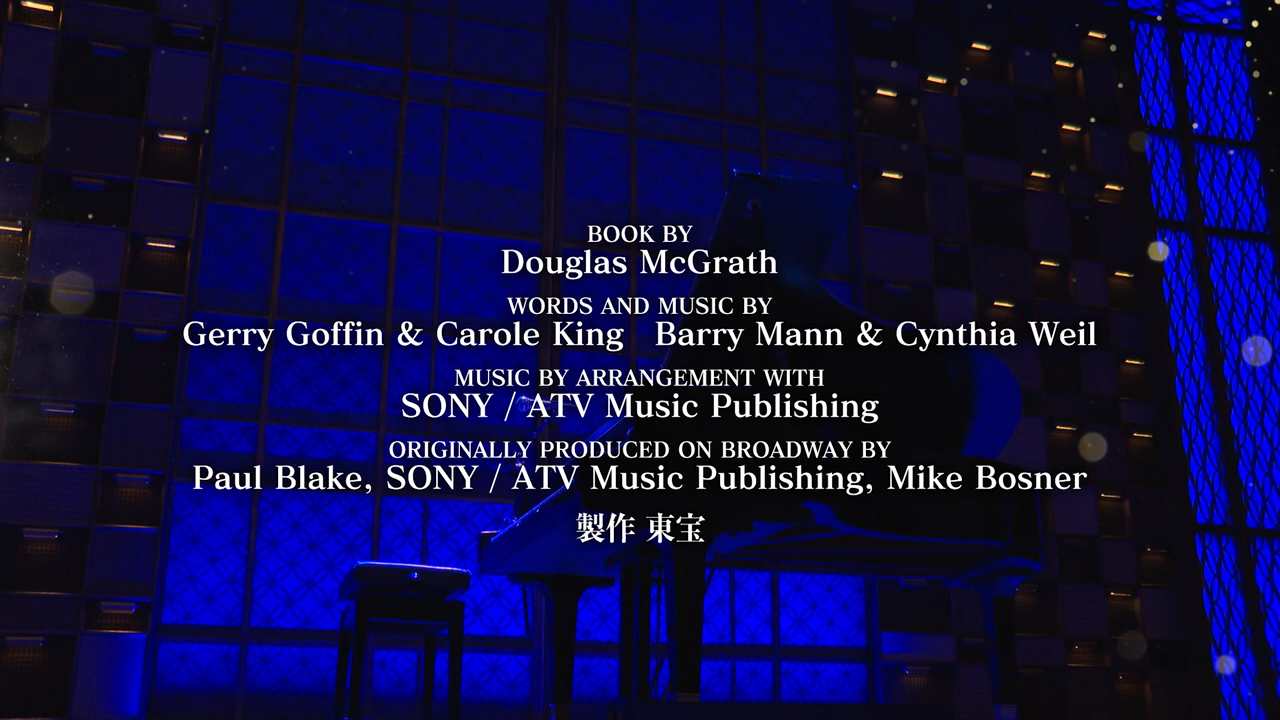 BOOK BY
Douglas McGrath
WORDS AND MUSIC BY
Gerry Goffin & Carole King   Barry Mann & Cynthia Weil
MUSIC BY ARRANGEMENT WITH
SONY / ATV Music Publishing
ORIGINALLY PRODUCED ON BROADWAY BY
Paul Blake, SONY / ATV Music Publishing, Mike Bosner
製作 東宝